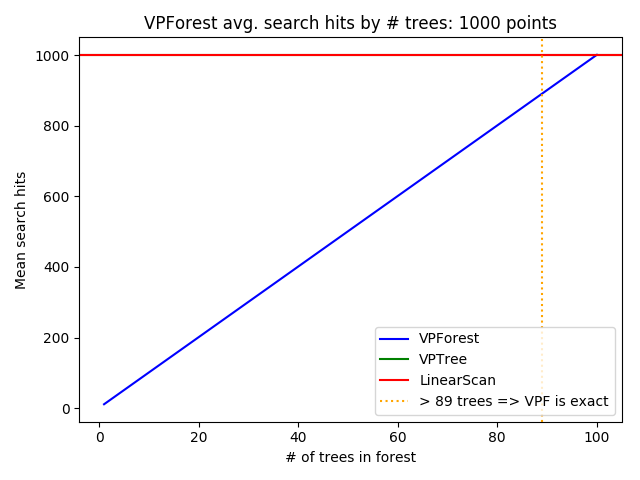 VPForest avg. search hits by # trees: 1000 points
1000
800
600
400
200
0
Mean search hits
VPForest
VPTree
LinearScan
> 89 trees => VPF is exact
0 20 40 60 80 100
# of trees in forest